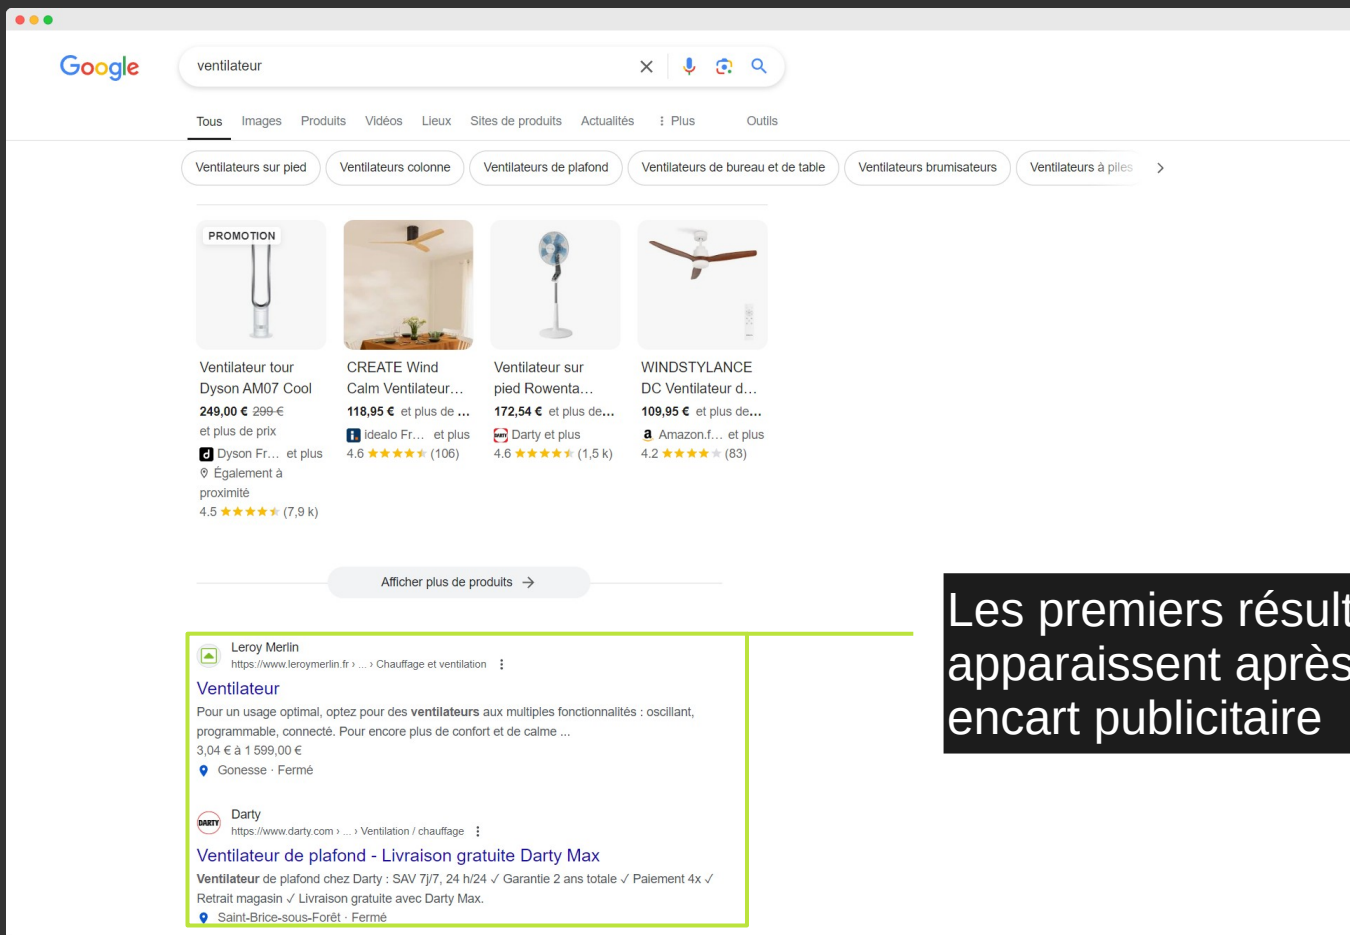 Google
ventilateur
Tous Images Produits Vidéos Lieux Sites de produits Actualités Plus Outils
Ventilateurs sur pied Ventilateurs colonne Ventilateurs de plafond Ventilateurs de bureau et de table Ventilateurs brumisateurs Ventilateurs à piles
PROMOTION
Ventilateur tour
Dyson AM07 Cool
249,00 € 299 €
et plus de prix
Dyson Fr... et plus
Également à
proximité
4.5 (7,9 k)
CREATE Wind
Calm Ventilateur...
118,95 € et plus de ...
idealo Fr... et plus
4.6 (106)
Ventilateur sur
pied Rowenta...
172,54 € et plus de...
DARTY Darty et plus
4.6 (1,5 k)
WINDSTYLANCE
DC Ventilateur d...
109,95 € et plus de...
a Amazon.f... et plus
4.2 (83)
Afficher plus de produits →
Leroy Merlin
https://www.leroymerlin.fr › ... › Chauffage et ventilation
Ventilateur
Pour un usage optimal, optez pour des ventilateurs aux multiples fonctionnalités : oscillant,
programmable, connecté. Pour encore plus de confort et de calme ...
3,04 € à 1 599,00 €
Gonesse · Fermé
DARTY
Darty
https://www.darty.com › ... › Ventilation / chauffage
Ventilateur de plafond - Livraison gratuite Darty Max
Ventilateur de plafond chez Darty : SAV 7j/7, 24 h/24 ✓ Garantie 2 ans totale ✓ Paiement 4x ✓
Retrait magasin ✓ Livraison gratuite avec Darty Max.
Saint-Brice-sous-Forêt · Fermé
Les premiers résult
apparaissent après
encart publicitaire